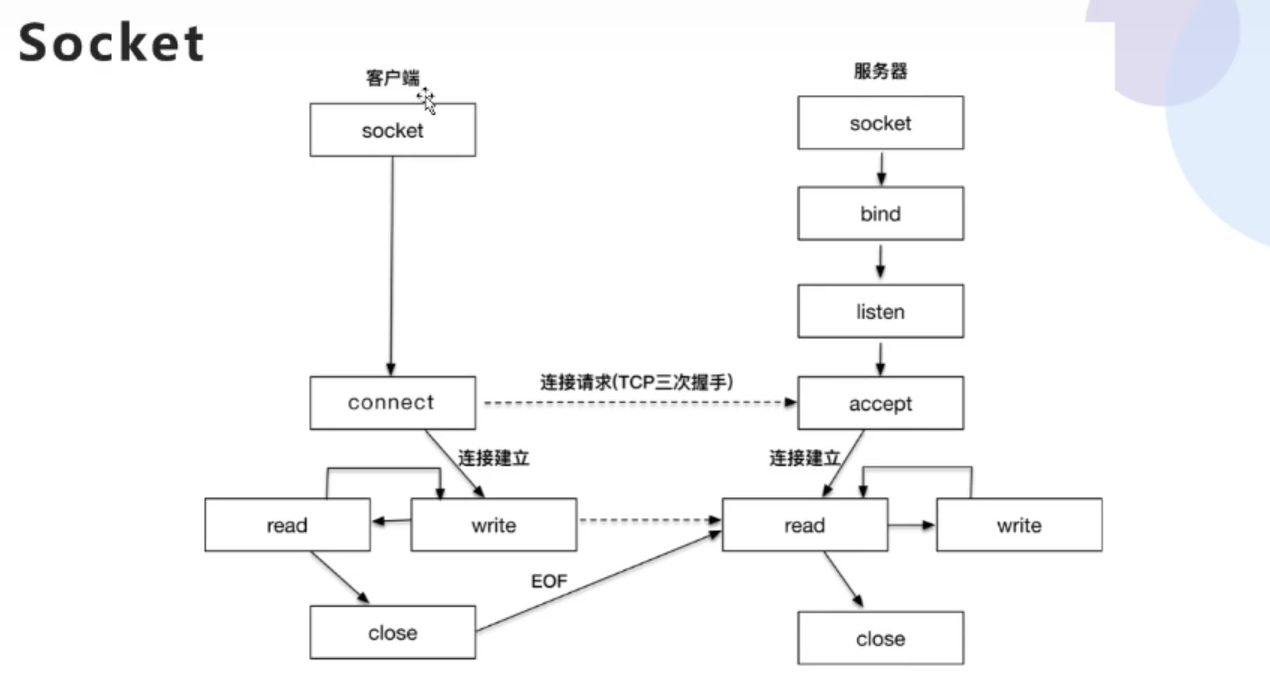 Socket
客户端
服务器
socket
socket
bind
listen
连接请求(TCP三次握手)
connect
accept
连接建立
连接建立
read
write
read
write
EOF
close
close